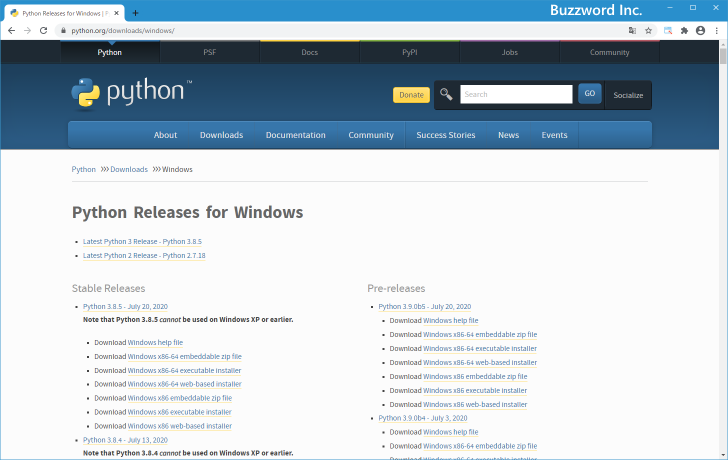 Python Releases for Windows | P
Buzzword Inc.
python.org/downloads/windows/
Python PSF Docs PyPI Jobs Community
python™
Donate Search GO Socialize
About Downloads Documentation Community Success Stories News Events
Python >>> Downloads >>> Windows
Python Releases for Windows
Latest Python 3 Release - Python 3.8.5
Latest Python 2 Release - Python 2.7.18
Stable Releases
Python 3.8.5 - July 20, 2020
Note that Python 3.8.5 cannot be used on Windows XP or earlier.
Download Windows help file
Download Windows x86-64 embeddable zip file
Download Windows x86-64 executable installer
Download Windows x86-64 web-based installer
Download Windows x86 embeddable zip file
Download Windows x86 executable installer
Download Windows x86 web-based installer
Python 3.8.4 - July 13, 2020
Note that Python 3.8.4 cannot be used on Windows XP or earlier.
Pre-releases
Python 3.9.0b5 - July 20, 2020
Download Windows help file
Download Windows x86-64 embeddable zip file
Download Windows x86-64 executable installer
Download Windows x86-64 web-based installer
Download Windows x86 embeddable zip file
Download Windows x86 executable installer
Download Windows x86 web-based installer
Python 3.9.0b4 - July 3, 2020
Download Windows help file
Download Windows x86-64 embeddable zip file
Download Windows x86-64 executable installer